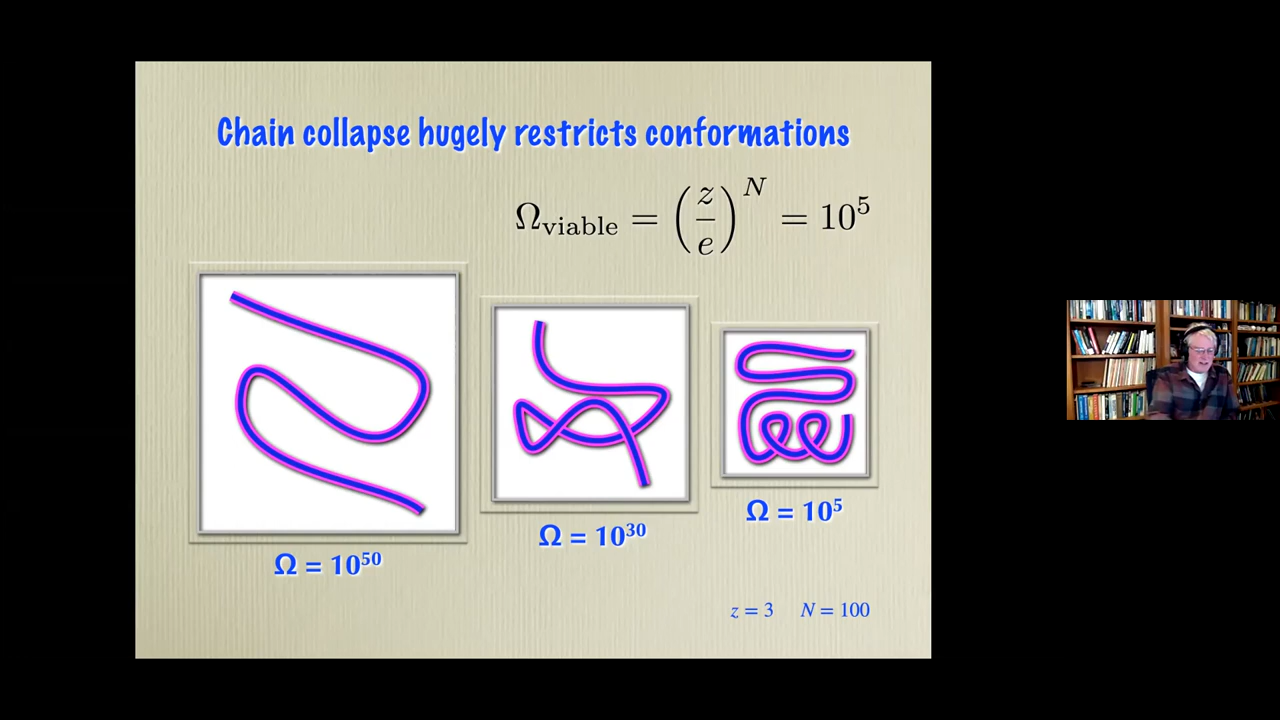 Chain collapse hugely restricts conformations
Ω_viable = (z/e)^N = 10^5
Ω = 10^50
Ω = 10^30
Ω = 10^5
z = 3 N = 100